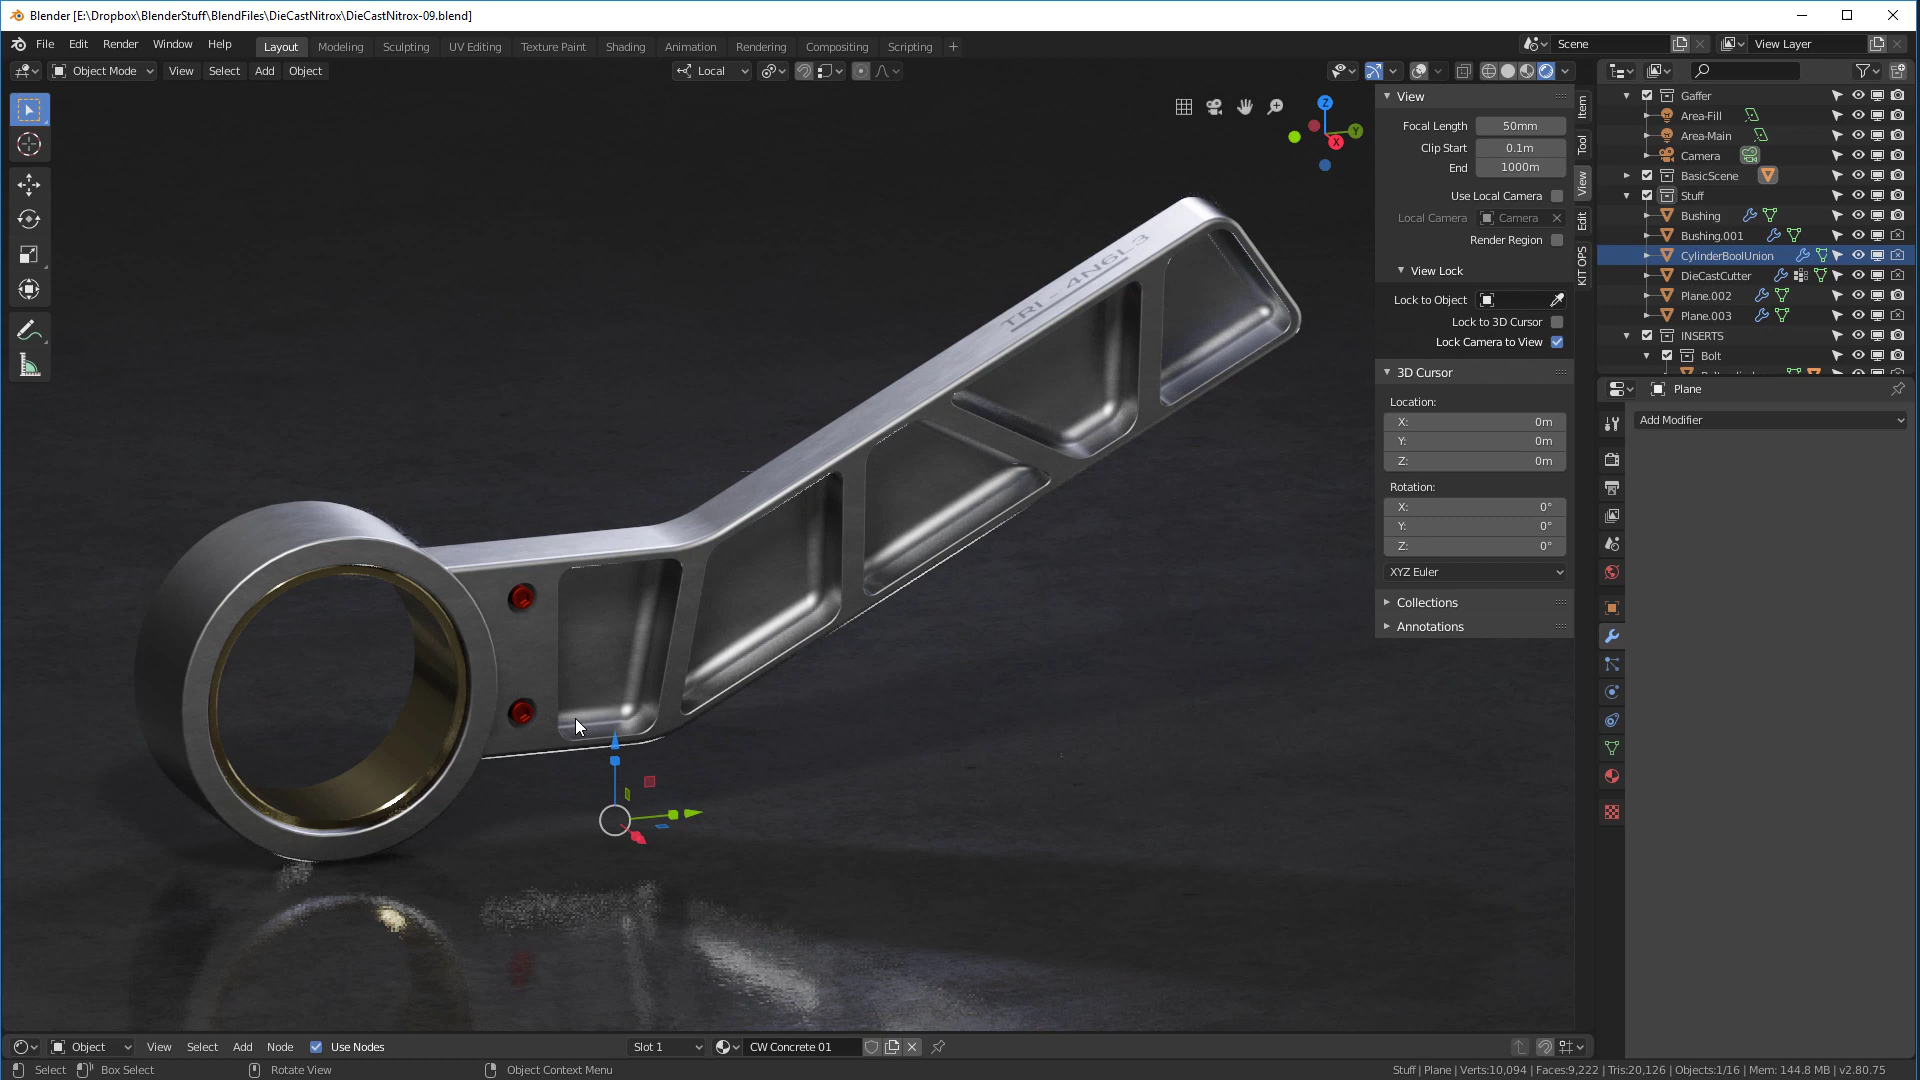 Blender [E:\Dropbox\BlenderStuff\BlendFiles\DieCastNitrox\DieCastNitrox-09.blend]
File Edit Render Window Help Layout Modeling Sculpting UV Editing Texture Paint Shading Animation Rendering Compositing Scripting + Scene View Layer
Object Mode View Select Add Object Local
View
Focal Length 50mm
Clip Start 0.1m
End 1000m
Use Local Camera
Local Camera Camera
Render Region
View Lock
Lock to Object
Lock to 3D Cursor
Lock Camera to View
3D Cursor
Location:
X: 0m
Y: 0m
Z: 0m
Rotation:
X: 0°
Y: 0°
Z: 0°
XYZ Euler
Collections
Annotations
Item
Tool
View
Edit
KIT OPS
Z
Y
X
TRI-4N6L3
Gaffer
Area-Fill
Area-Main
Camera
BasicScene
Stuff
Bushing
Bushing.001
CylinderBoolUnion
DieCastCutter
Plane.002
Plane.003
INSERTS
Bolt
Plane
Add Modifier
Object View Select Add Node Use Nodes Slot 1 CW Concrete 01
Select Box Select Rotate View Object Context Menu Stuff | Plane | Verts:10,094 | Faces:9,222 | Tris:20,126 | Objects:1/16 | Mem: 144.8 MB | v2.80.75